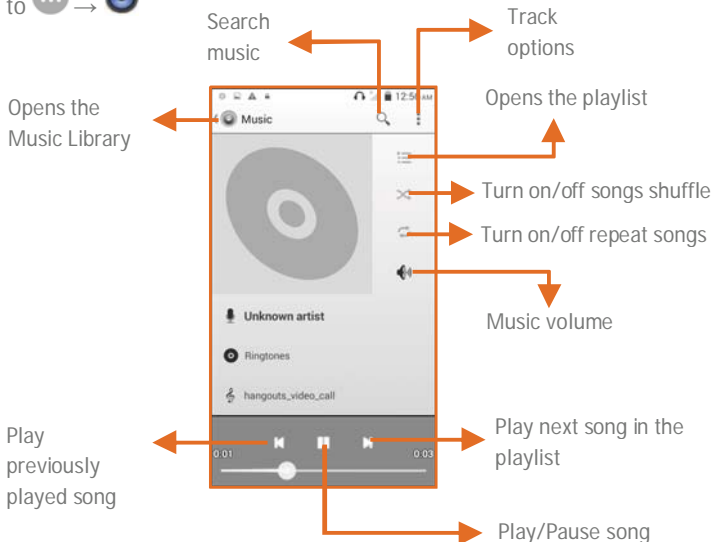 to → 
Search
music
Track
options
Opens the
Music Library
12:50 AM
Music
Opens the playlist
Turn on/off songs shuffle
Turn on/off repeat songs
Music volume
Unknown artist
Ringtones
hangouts_video_call
Play
previously
played song
0:01
0:03
Play next song in the
playlist
Play/Pause song